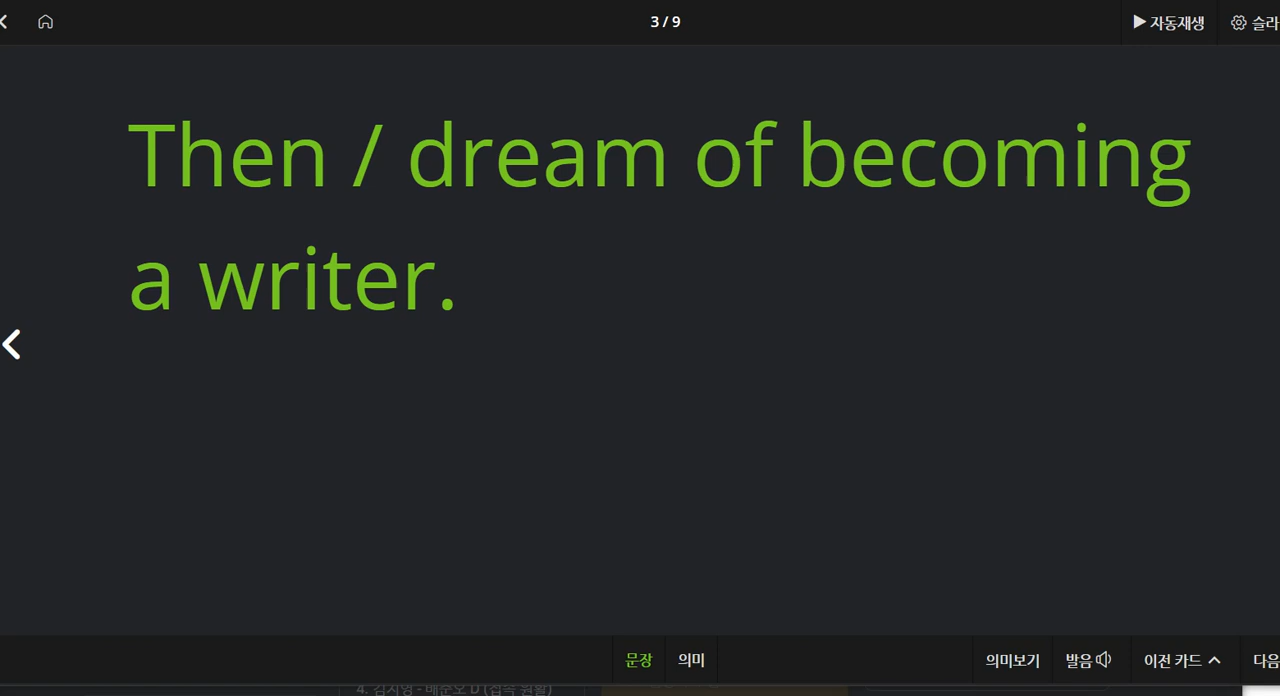 3 / 9
▶ 자동재생
슬라
Then / dream of becoming
a writer.
문장
의미
의미보기
발음
이전 카드
다음